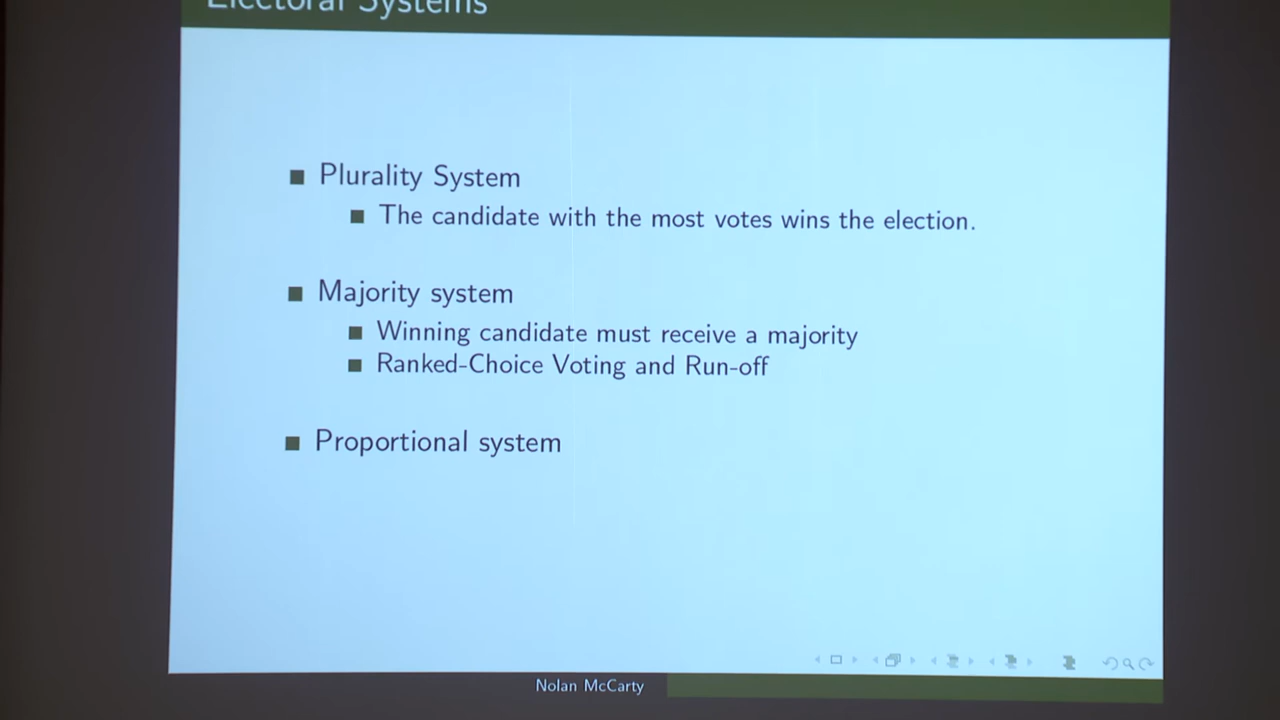 Electoral Systems
Plurality System
The candidate with the most votes wins the election.
Majority system
Winning candidate must receive a majority
Ranked-Choice Voting and Run-off
Proportional system
Nolan McCarty